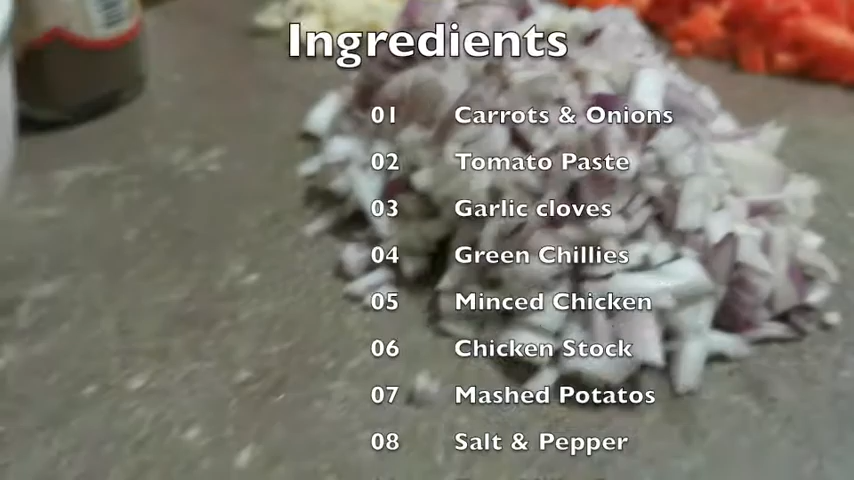 Ingredients
01 Carrots & Onions
02 Tomato Paste
03 Garlic cloves
04 Green Chillies
05 Minced Chicken
06 Chicken Stock
07 Mashed Potatos
08 Salt & Pepper